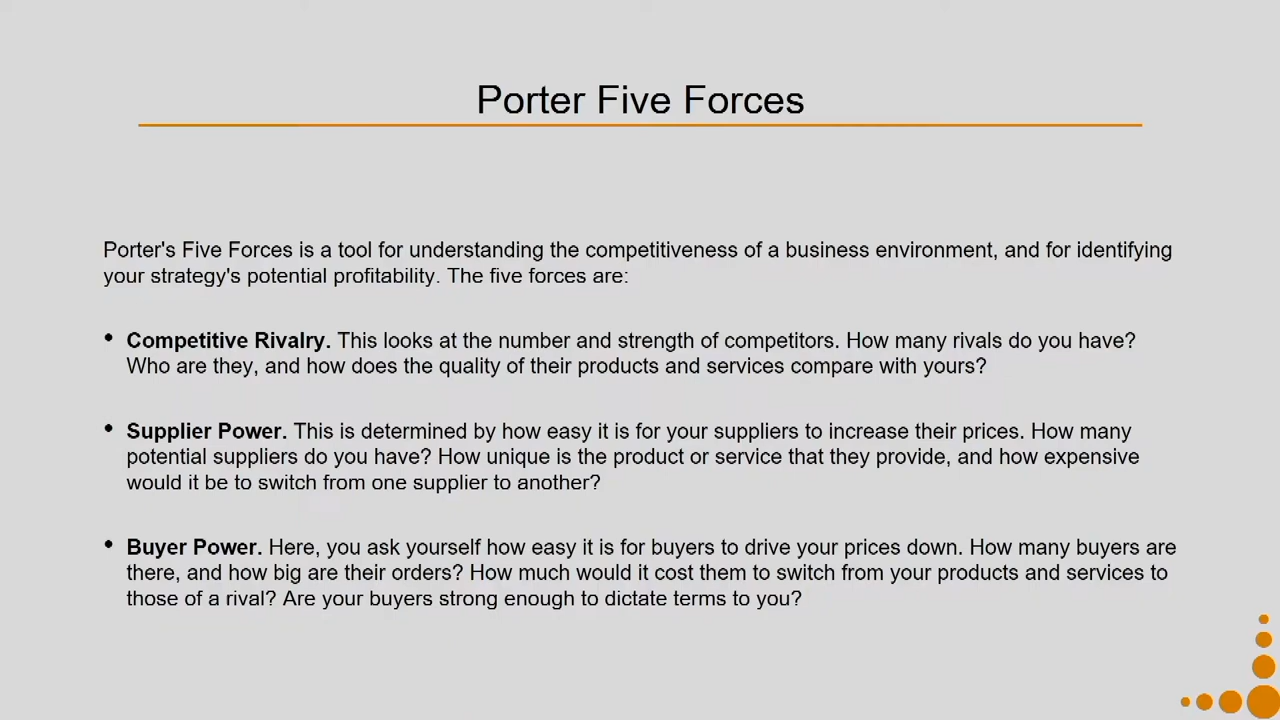 Porter Five Forces
Porter's Five Forces is a tool for understanding the competitiveness of a business environment, and for identifying
your strategy's potential profitability. The five forces are:
• Competitive Rivalry. This looks at the number and strength of competitors. How many rivals do you have?
Who are they, and how does the quality of their products and services compare with yours?
• Supplier Power. This is determined by how easy it is for your suppliers to increase their prices. How many
potential suppliers do you have? How unique is the product or service that they provide, and how expensive
would it be to switch from one supplier to another?
• Buyer Power. Here, you ask yourself how easy it is for buyers to drive your prices down. How many buyers are
there, and how big are their orders? How much would it cost them to switch from your products and services to
those of a rival? Are your buyers strong enough to dictate terms to you?